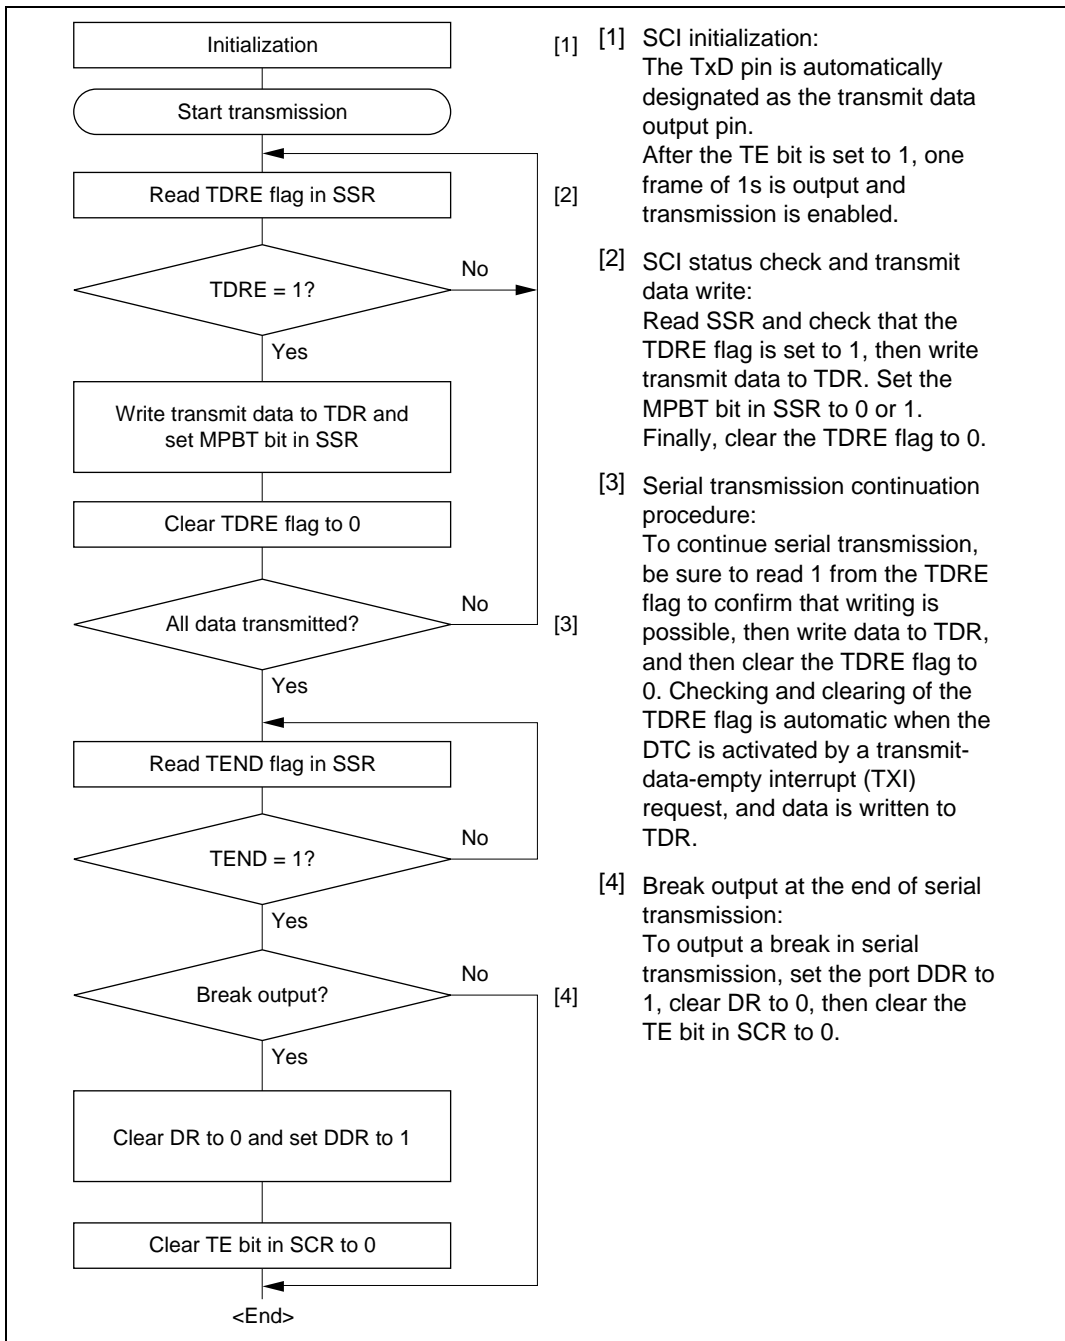 Initialization
[1]
Start transmission
Read TDRE flag in SSR
[2]
TDRE = 1?
No
Yes
Write transmit data to TDR and
set MPBT bit in SSR
Clear TDRE flag to 0
All data transmitted?
No
[3]
Yes
Read TEND flag in SSR
TEND = 1?
No
Yes
Break output?
No
[4]
Yes
Clear DR to 0 and set DDR to 1
Clear TE bit in SCR to 0
<End>
[1] SCI initialization:
The TxD pin is automatically
designated as the transmit data
output pin.
After the TE bit is set to 1, one
frame of 1s is output and
transmission is enabled.
[2] SCI status check and transmit
data write:
Read SSR and check that the
TDRE flag is set to 1, then write
transmit data to TDR. Set the
MPBT bit in SSR to 0 or 1.
Finally, clear the TDRE flag to 0.
[3] Serial transmission continuation
procedure:
To continue serial transmission,
be sure to read 1 from the TDRE
flag to confirm that writing is
possible, then write data to TDR,
and then clear the TDRE flag to
0. Checking and clearing of the
TDRE flag is automatic when the
DTC is activated by a transmit-
data-empty interrupt (TXI)
request, and data is written to
TDR.
[4] Break output at the end of serial
transmission:
To output a break in serial
transmission, set the port DDR to
1, clear DR to 0, then clear the
TE bit in SCR to 0.